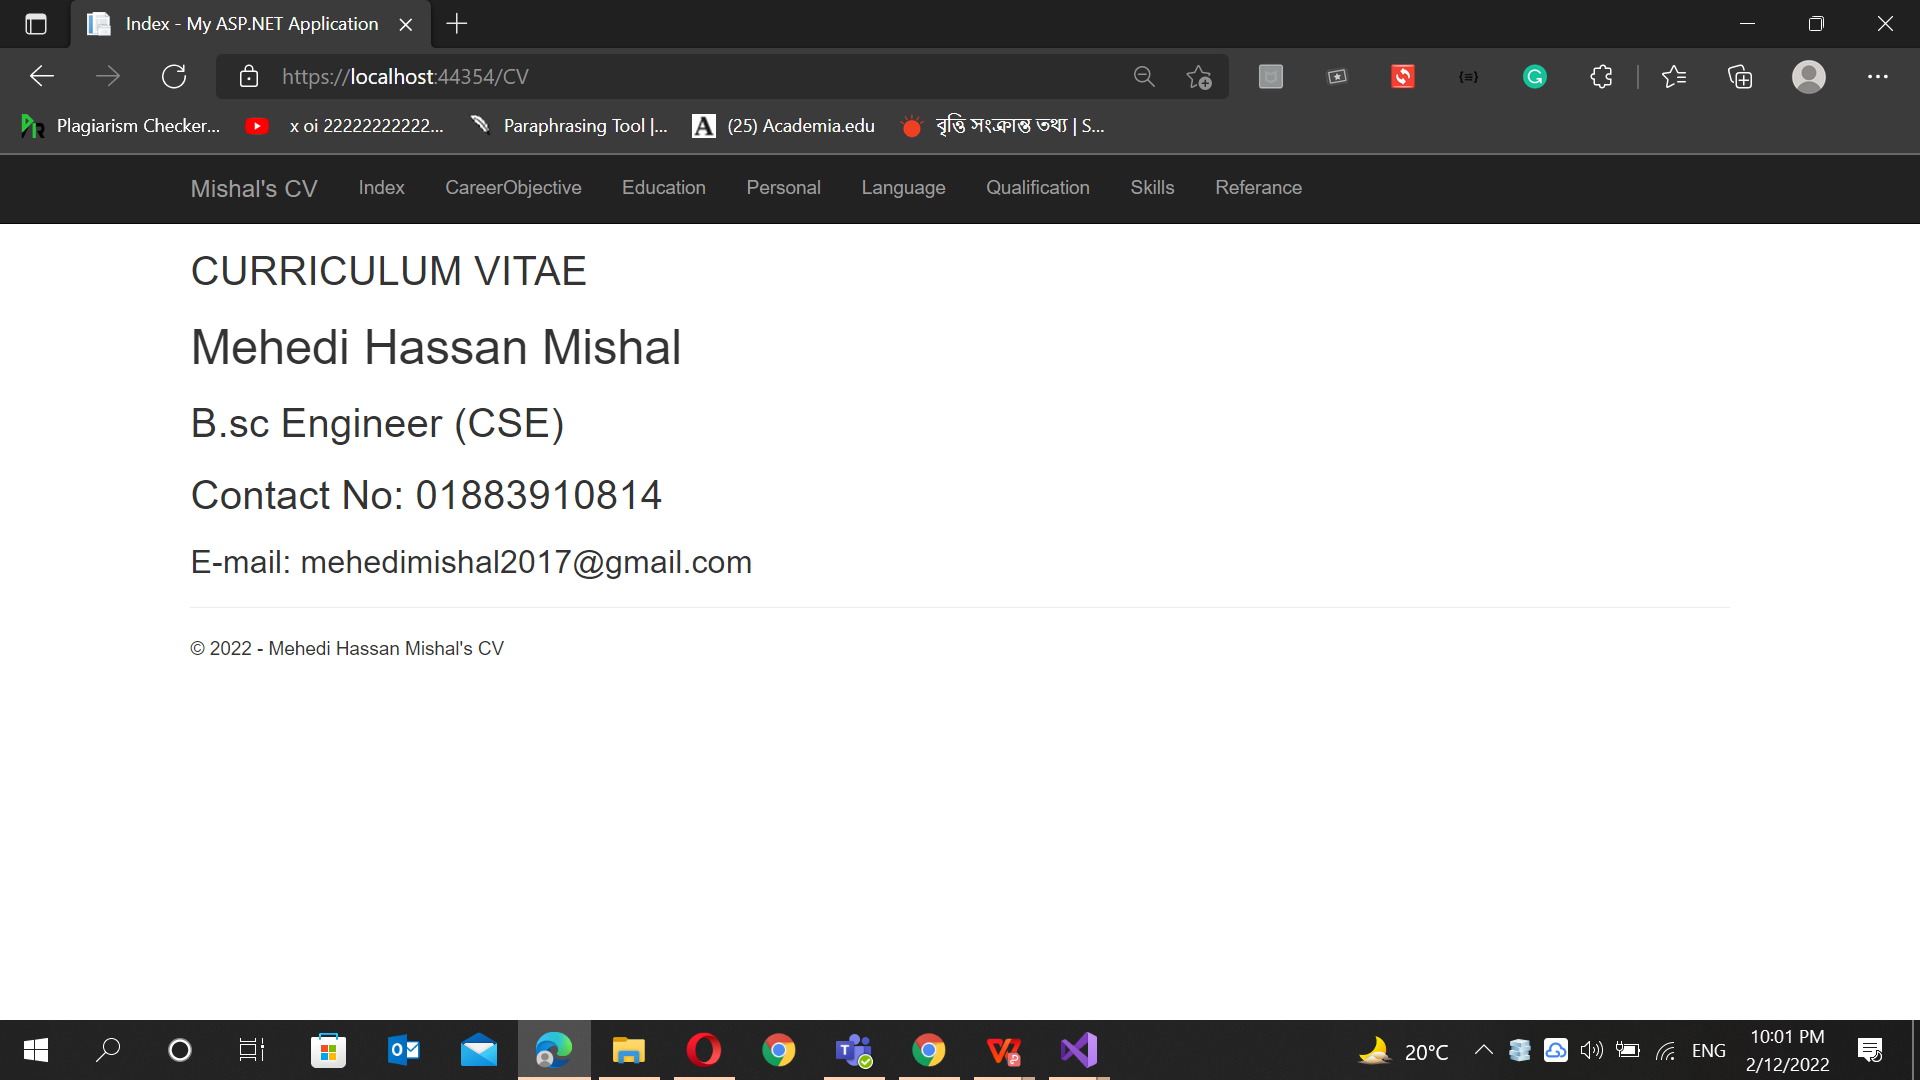 Index - My ASP.NET Application
https://localhost:44354/CV
Plagiarism Checker... x oi 22222222222... Paraphrasing Tool |... (25) Academia.edu বৃত্তি সংক্রান্ত তথ্য | S...
Mishal's CV Index CareerObjective Education Personal Language Qualification Skills Referance
CURRICULUM VITAE
Mehedi Hassan Mishal
B.sc Engineer (CSE)
Contact No: 01883910814
E-mail: mehedimishal2017@gmail.com
© 2022 - Mehedi Hassan Mishal's CV
20°C ENG 10:01 PM
2/12/2022